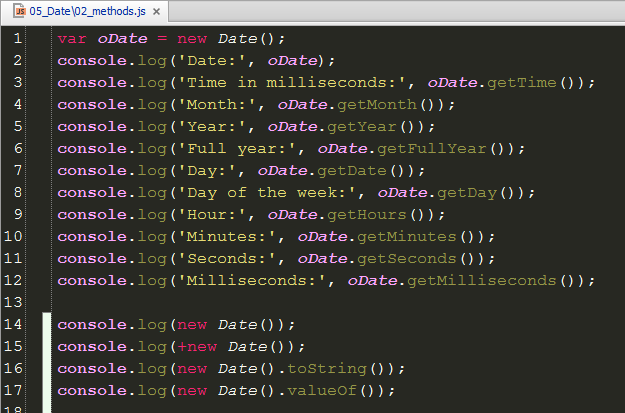 05_Date\02_methods.js ×
1 var oDate = new Date();
2 console.log('Date:', oDate);
3 console.log('Time in milliseconds:', oDate.getTime());
4 console.log('Month:', oDate.getMonth());
5 console.log('Year:', oDate.getYear());
6 console.log('Full year:', oDate.getFullYear());
7 console.log('Day:', oDate.getDate());
8 console.log('Day of the week:', oDate.getDay());
9 console.log('Hour:', oDate.getHours());
10 console.log('Minutes:', oDate.getMinutes());
11 console.log('Seconds:', oDate.getSeconds());
12 console.log('Milliseconds:', oDate.getMilliseconds());
13
14 console.log(new Date());
15 console.log(+new Date());
16 console.log(new Date().toString());
17 console.log(new Date().valueOf());
18